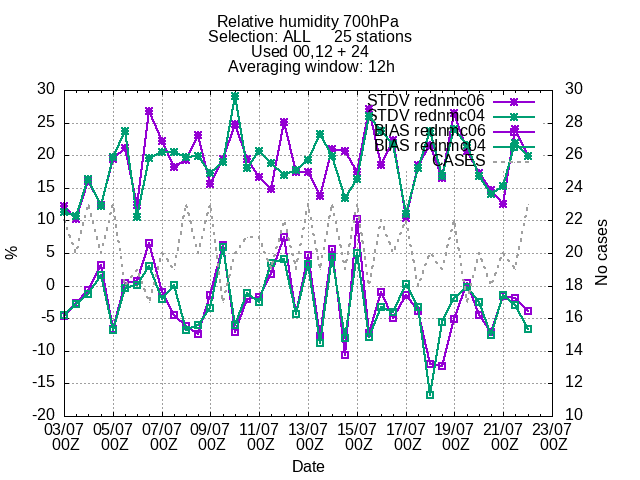 Relative humidity 700hPa
Selection: ALL 25 stations
Used 00,12 + 24
Averaging window: 12h
STDV rednmc06
STDV rednmc04
BIAS rednmc06
BIAS rednmc04
CASES
30
25
20
15
10
5
0
-5
-10
-15
-20
%
30
28
26
24
22
20
18
16
14
12
10
No cases
03/07 05/07 07/07 09/07 11/07 13/07 15/07 17/07 19/07 21/07 23/07
00Z 00Z 00Z 00Z 00Z 00Z 00Z 00Z 00Z 00Z 00Z
Date